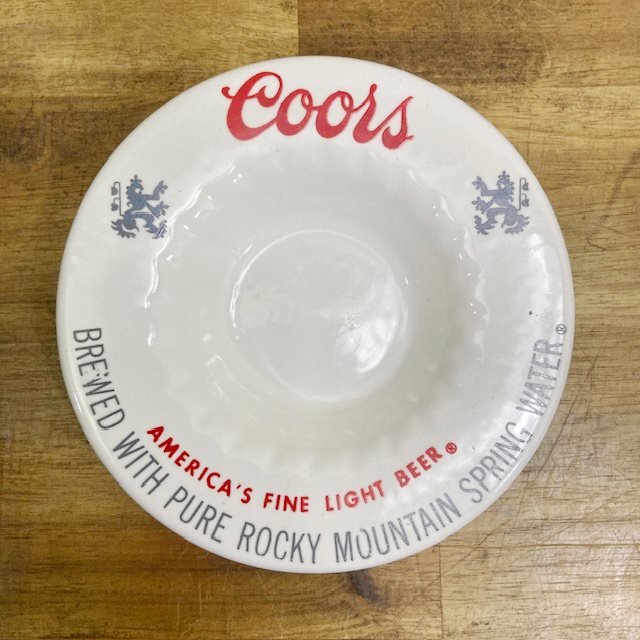 Coors
AMERICA'S FINE LIGHT BEER®
BREWED WITH PURE ROCKY MOUNTAIN SPRING WATER.®